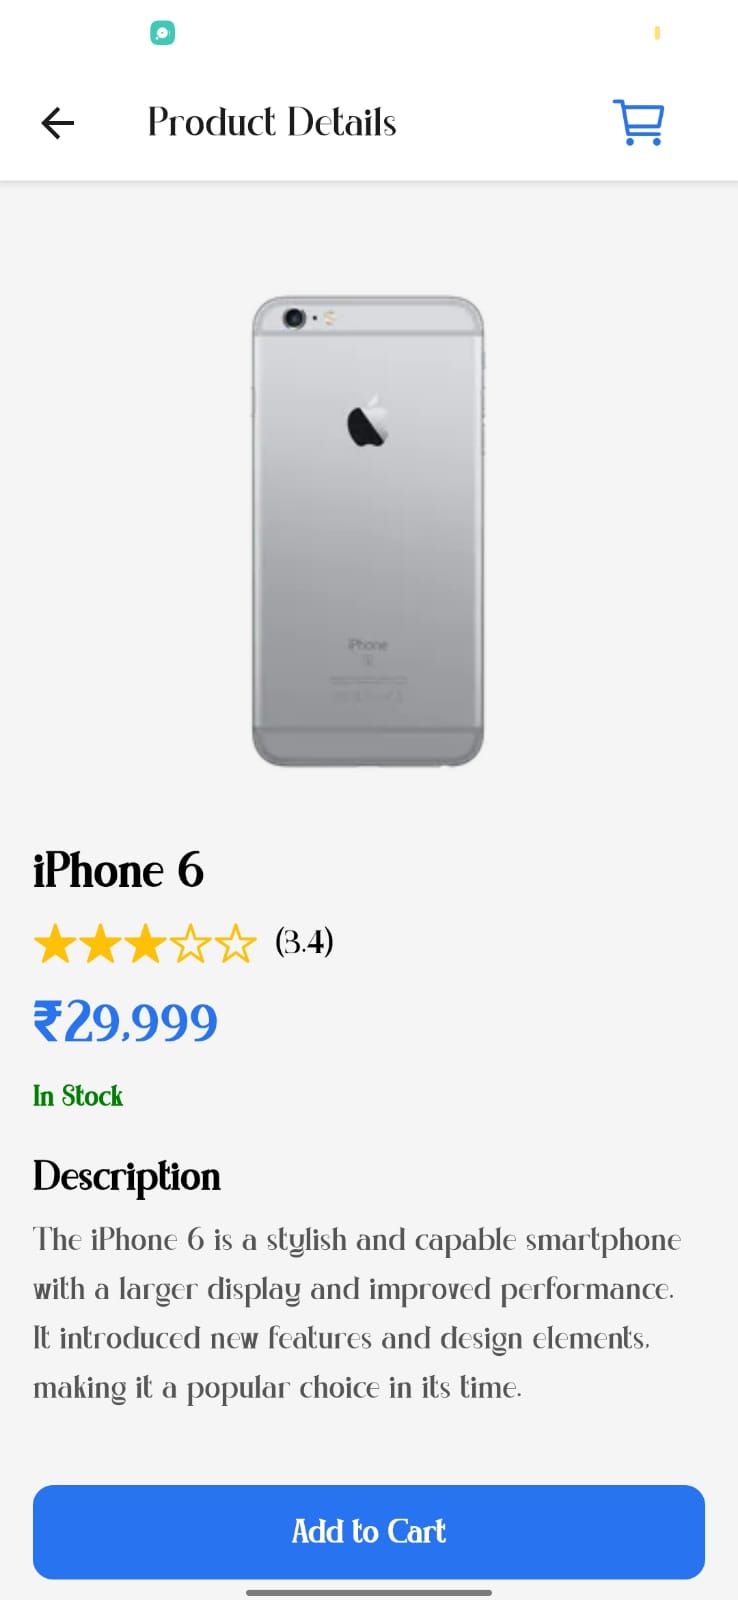 Product Details
iPhone
S
iPhone 6
(3.4)
₹29,999
In Stock
Description
The iPhone 6 is a stylish and capable smartphone
with a larger display and improved performance.
It introduced new features and design elements,
making it a popular choice in its time.
Add to Cart